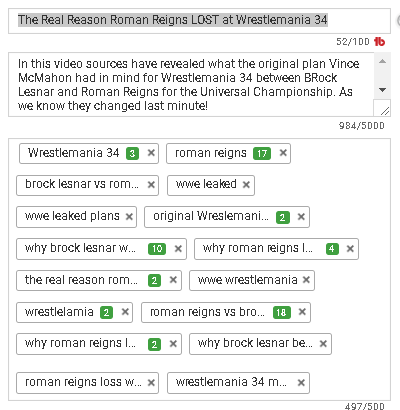 The Real Reason Roman Reigns LOST at Wrestlemania 34
52/100 fb
In this video sources have revealed what the original plan Vince
McMahon had in mind for Wrestlemania 34 between BRock
Lesnar and Roman Reigns for the Universal Championship. As
we know they changed last minute!
984/5000
Wrestlemania 34 3 × roman reigns 17 ×
brock lesnar vs rom... × wwe leaked ×
wwe leaked plans × original Wreslemani... 2 ×
why brock lesnar w... 10 × why roman reigns l... 4 ×
the real reason rom... 2 × wwe wrestlemania ×
wrestlelamia 2 × roman reigns vs bro... 18 ×
why roman reigns l... 2 × why brock lesnar be... ×
roman reigns loss w... × wrestlemania 34 m... ×
497/500